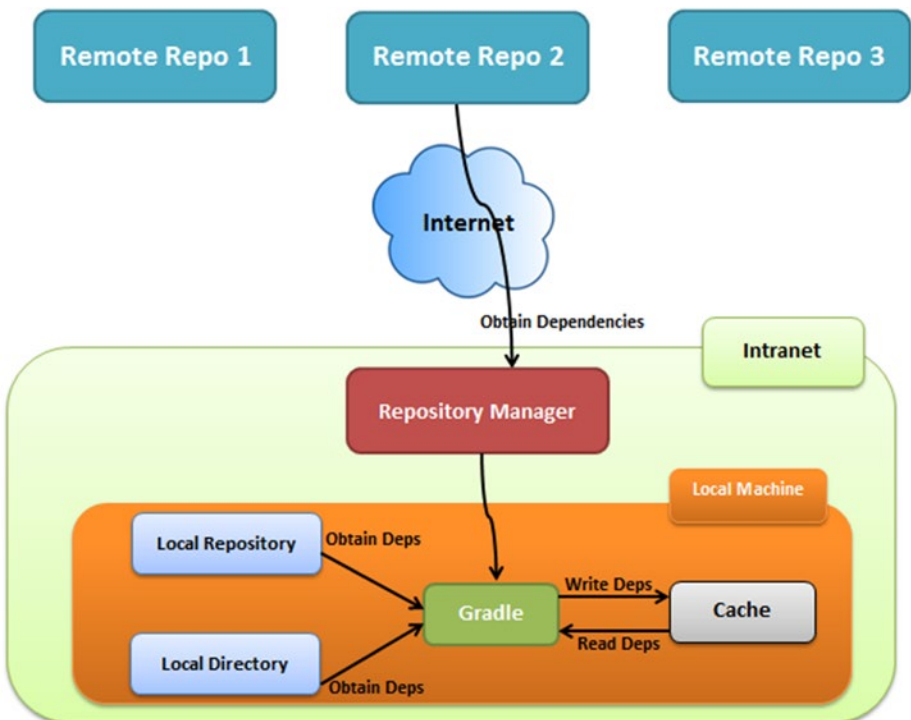 Remote Repo 1
Remote Repo 2
Remote Repo 3
Internet
Obtain Dependencies
Intranet
Repository Manager
Local Machine
Local Repository
Obtain Deps
Gradle
Write Deps
Cache
Read Deps
Local Directory
Obtain Deps